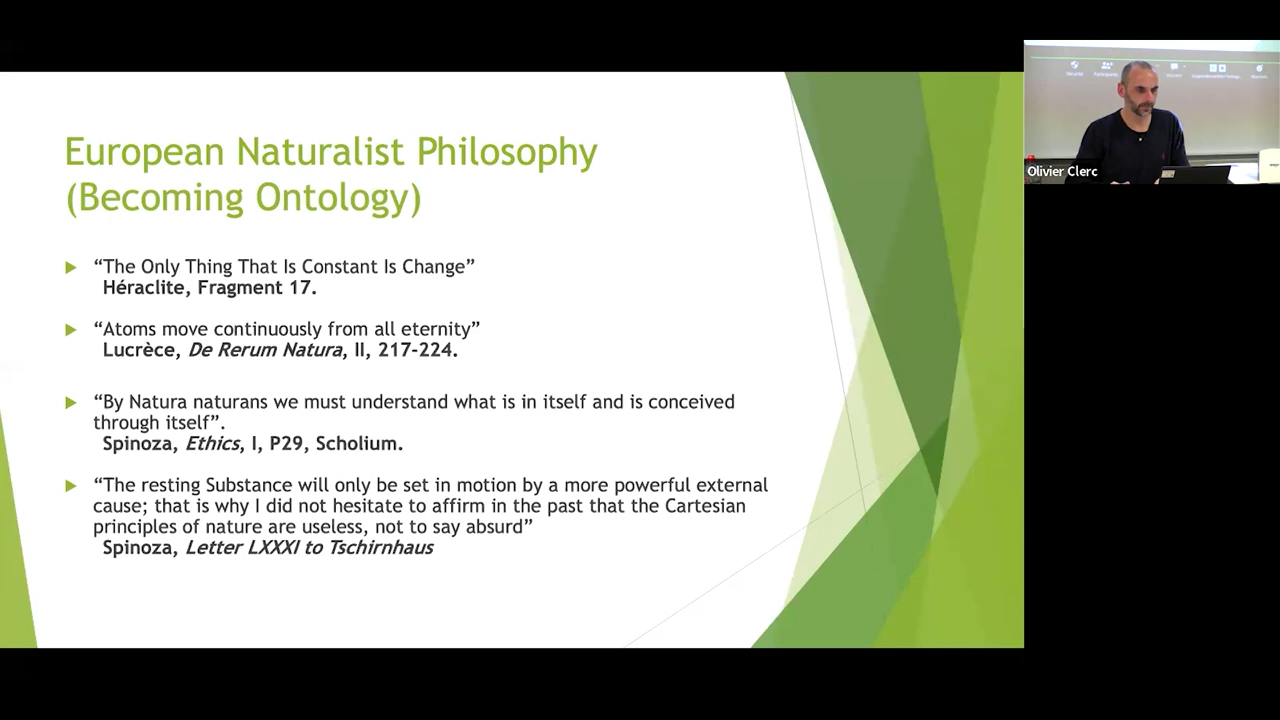 European Naturalist Philosophy
(Becoming Ontology)
“The Only Thing That Is Constant Is Change”
Héraclite, Fragment 17.
“Atoms move continuously from all eternity”
Lucrèce, De Rerum Natura, II, 217-224.
“By Natura naturans we must understand what is in itself and is conceived
through itself”.
Spinoza, Ethics, I, P29, Scholium.
“The resting Substance will only be set in motion by a more powerful external
cause; that is why I did not hesitate to affirm in the past that the Cartesian
principles of nature are useless, not to say absurd”
Spinoza, Letter LXXXI to Tschirnhaus
Olivier Clerc